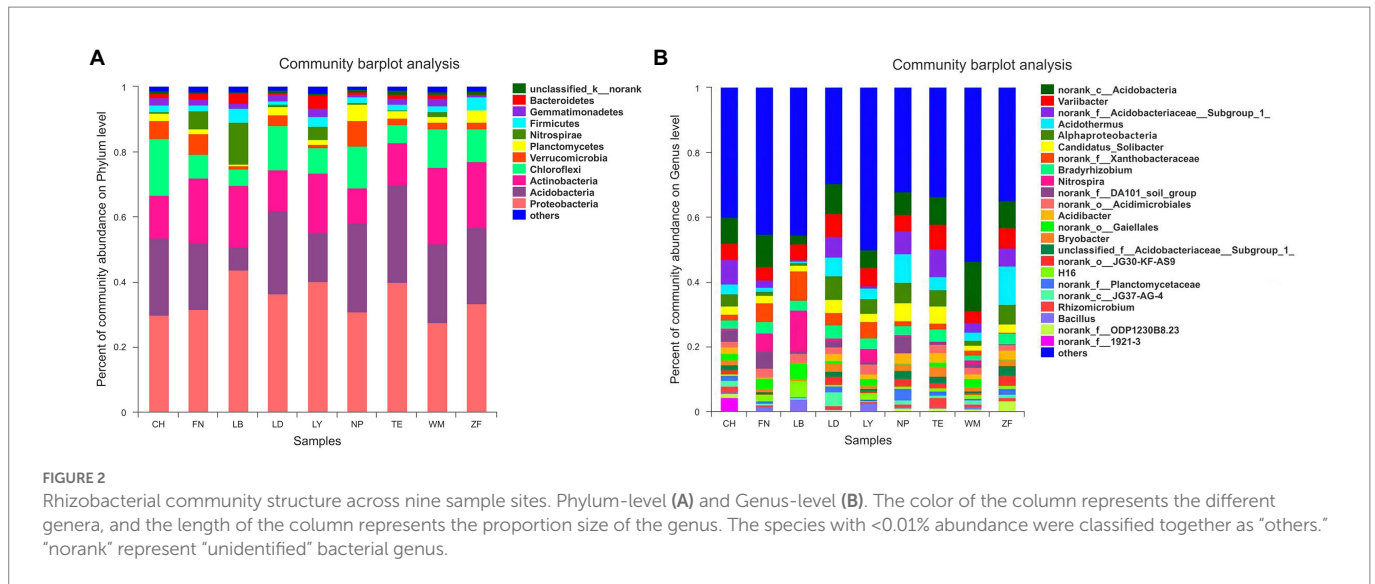 A
Community barplot analysis
Percent of community abundance on Phylum level
1
0.8
0.6
0.4
0.2
0
CH FN LB LD LY NP TE WM ZF
Samples
unclassified_k__norank
Bacteroidetes
Gemmatimonadetes
Firmicutes
Nitrospirae
Planctomycetes
Verrucomicrobia
Chloroflexi
Actinobacteria
Acidobacteria
Proteobacteria
others
B
Community barplot analysis
Percent of community abundance on Genus level
1
0.8
0.6
0.4
0.2
0
CH FN LB LD LY NP TE WM ZF
Samples
norank_c__Acidobacteria
Variibacter
norank_f__Acidobacteriaceae__Subgroup_1_
Acidothermus
Alphaproteobacteria
Candidatus_Solibacter
norank_f__Xanthobacteraceae
Bradyrhizobium
Nitrospira
norank_f__DA101_soil_group
norank_o__Acidimicrobiales
Acidibacter
norank_o__Gaiellales
Bryobacter
unclassified_f__Acidobacteriaceae__Subgroup_1_
norank_o__JG30-KF-AS9
H16
norank_f__Planctomycetaceae
norank_c__JG37-AG-4
Rhizomicrobium
Bacillus
norank_f__ODP1230B8.23
norank_f__1921-3
others
FIGURE 2
Rhizobacterial community structure across nine sample sites. Phylum-level (A) and Genus-level (B). The color of the column represents the different
genera, and the length of the column represents the proportion size of the genus. The species with <0.01% abundance were classified together as “others.”
“norank” represent “unidentified” bacterial genus.